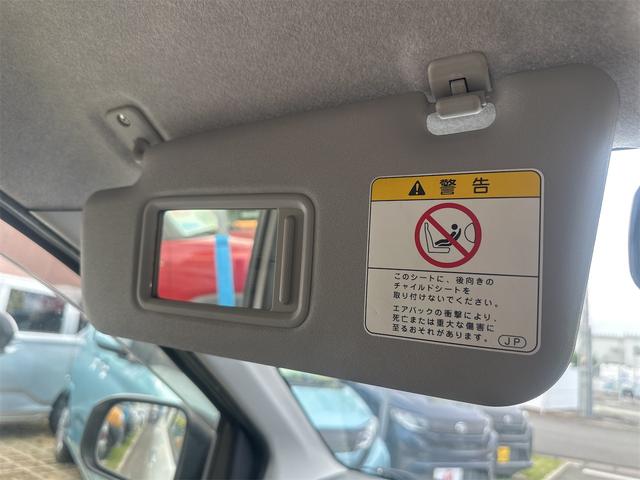 警告
このシートに、後向きの
チャイルドシートを
取り付けないでください。
エアバックの衝撃により、
死亡または重大な傷害に
至るおそれがあります。
JP